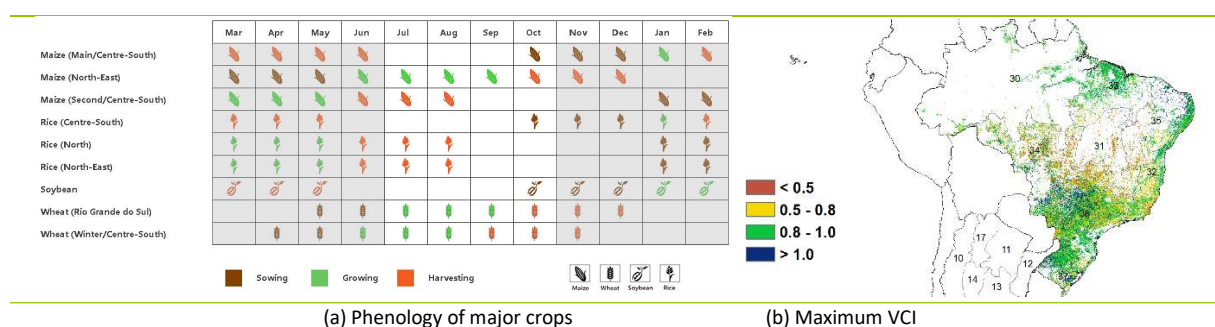 Mar Apr May Jun Jul Aug Sep Oct Nov Dec Jan Feb
Maize (Main/Centre-South)
Maize (North-East)
Maize (Second/Centre-South)
Rice (Centre-South)
Rice (North)
Rice (North-East)
Soybean
Wheat (Rio Grande do Sul)
Wheat (Winter/Centre-South)
Sowing Growing Harvesting
Maize Wheat Soybean Rice
(a) Phenology of major crops
30
35
34
31
32
17
11
10
12
14
13
< 0.5
0.5 - 0.8
0.8 - 1.0
> 1.0
(b) Maximum VCI